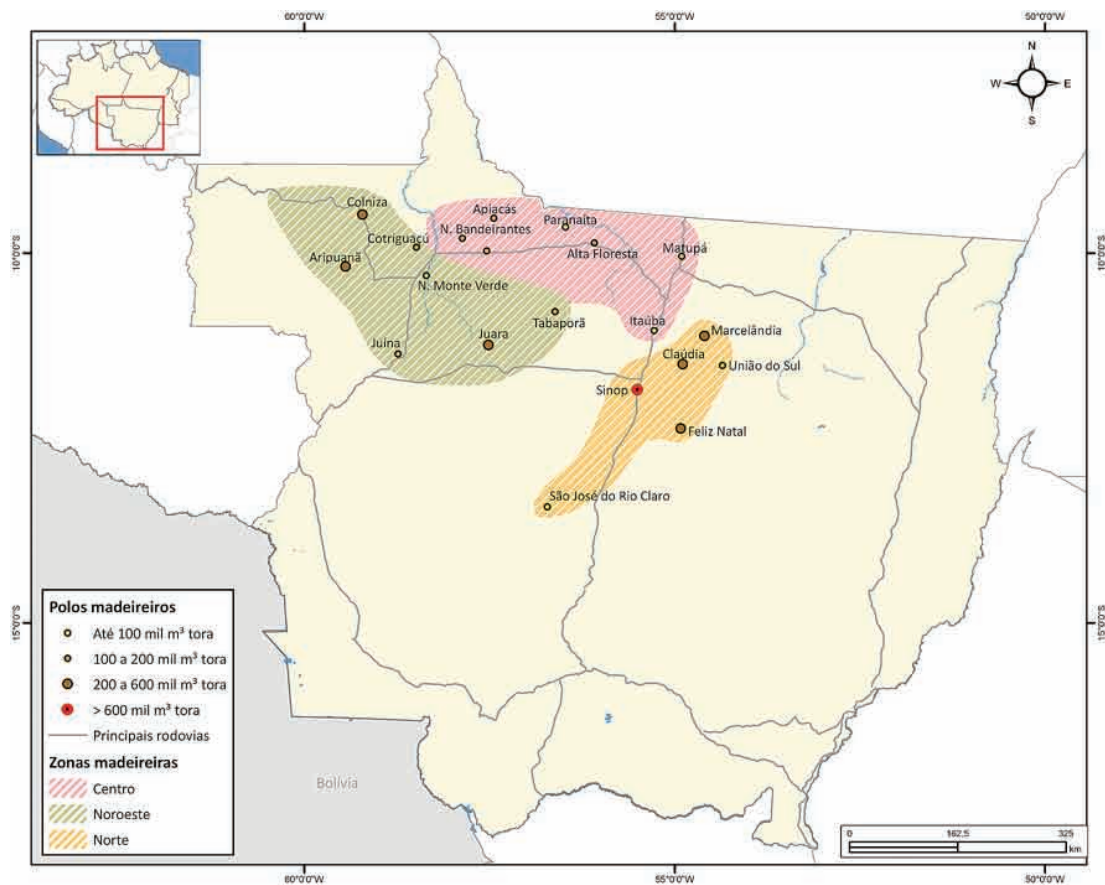 60°0'0"W
55°0'0"W
50°0'0"W
N
W
E
S
Colniza
Apiacás
Paranaíta
N. Bandeirantes
Cotriguaçú
10°0'0"S
10°0'0"S
Alta Floresta
Matupá
Aripuanã
N. Monte Verde
Tabaporã
Itaúba
Marcelândia
Juína
Juara
Claúdia
União do Sul
Sinop
Feliz Natal
São José do Rio Claro
Polos madeireiros
Até 100 mil m³ tora
100 a 200 mil m³ tora
200 a 600 mil m³ tora
> 600 mil m³ tora
Principais rodovias
Zonas madeireiras
Centro
Noroeste
Norte
15°0'0"S
15°0'0"S
Bolívia
0
162.5
325
km
60°0'0"W
55°0'0"W
50°0'0"W